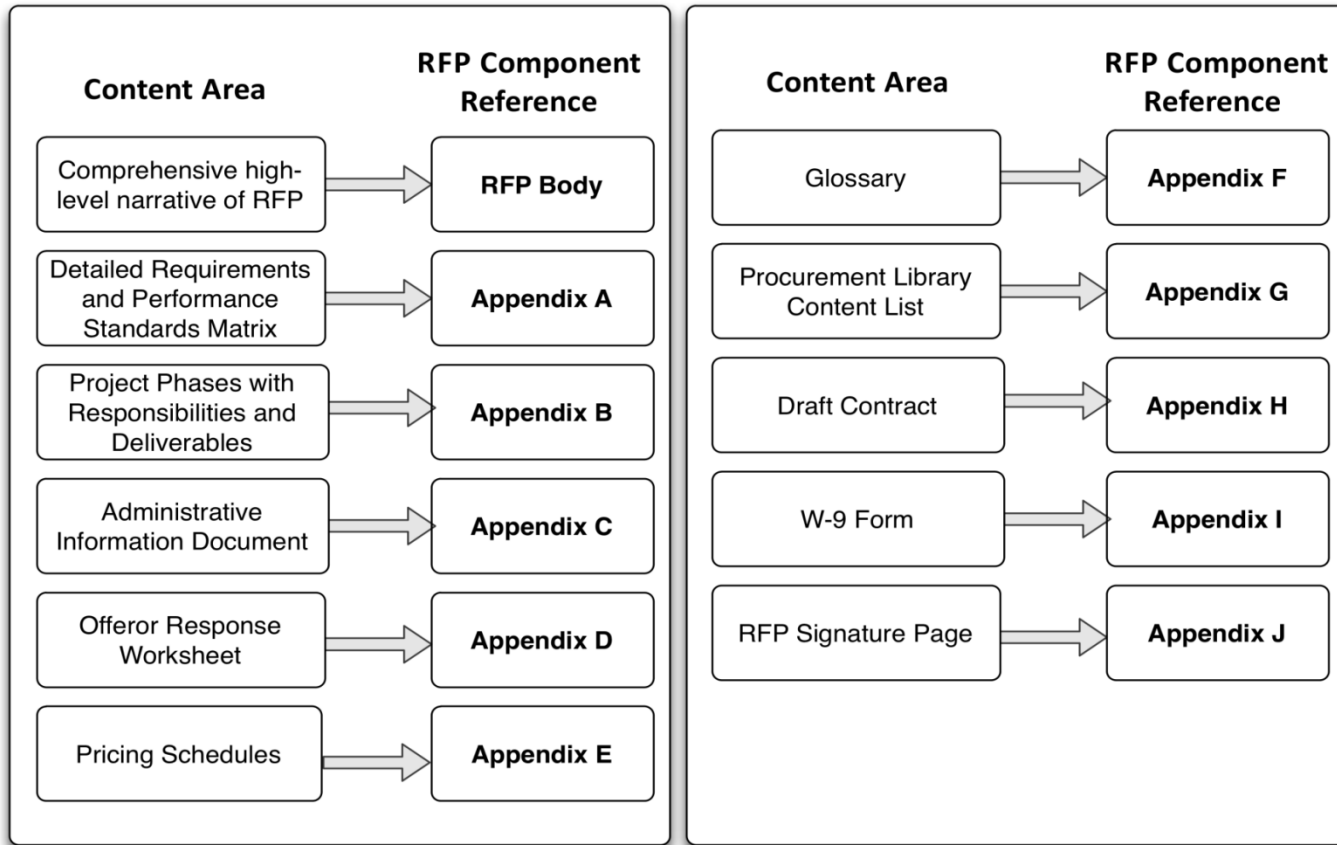 Content Area
RFP Component
Reference
Comprehensive high-
level narrative of RFP
RFP Body
Detailed Requirements
and Performance
Standards Matrix
Appendix A
Project Phases with
Responsibilities and
Deliverables
Appendix B
Administrative
Information Document
Appendix C
Offeror Response
Worksheet
Appendix D
Pricing Schedules
Appendix E
Content Area
RFP Component
Reference
Glossary
Appendix F
Procurement Library
Content List
Appendix G
Draft Contract
Appendix H
W-9 Form
Appendix I
RFP Signature Page
Appendix J